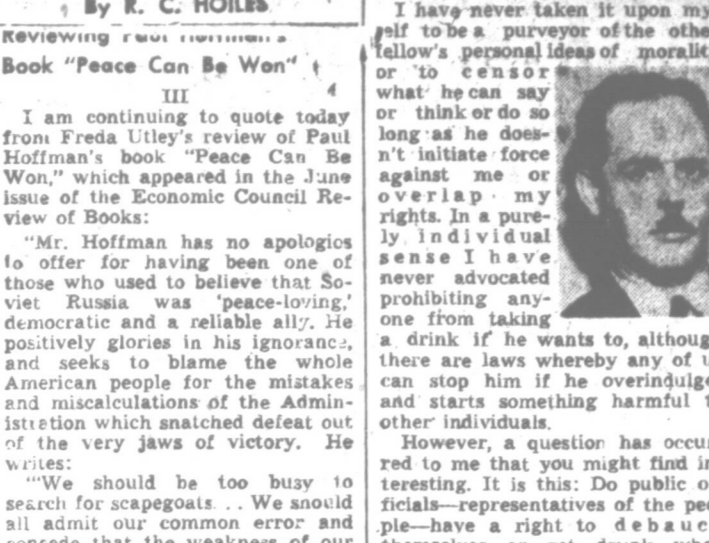 By R. C. HOILES
Reviewing Paul Hoffman's
Book "Peace Can Be Won"
III
I am continuing to quote today
from Freda Utley's review of Paul
Hoffman's book "Peace Can Be
Won," which appeared in the June
issue of the Economic Council Re-
view of Books:
"Mr. Hoffman has no apologies
to offer for having been one of
those who used to believe that So-
viet Russia was 'peace-loving,'
democratic and a reliable ally. He
positively glories in his ignorance,
and seeks to blame the whole
American people for the mistakes
and miscalculations of the Admin-
istration which snatched defeat out
of the very jaws of victory. He
writes:
"'We should be too busy to
search for scapegoats. .. We should
all admit our common error and
concede that the weakness of our
I have never taken it upon my
self to be a purveyor of the othe
fellow's personal ideas of moralit
or to censor
what he can say
or think or do so
long as he does-
n't initiate force
against me or
overlap my
rights. In a pure-
ly individual
sense I have
never advocated
prohibiting any-
one from taking
a drink if he wants to, althoug
there are laws whereby any of u
can stop him if he overindulge
and starts something harmful t
other individuals.
However, a question has occu
red to me that you might find in
teresting. It is this: Do public o
ficials—representatives of the peo
ple—have a right to debauc
themselves or get drunk